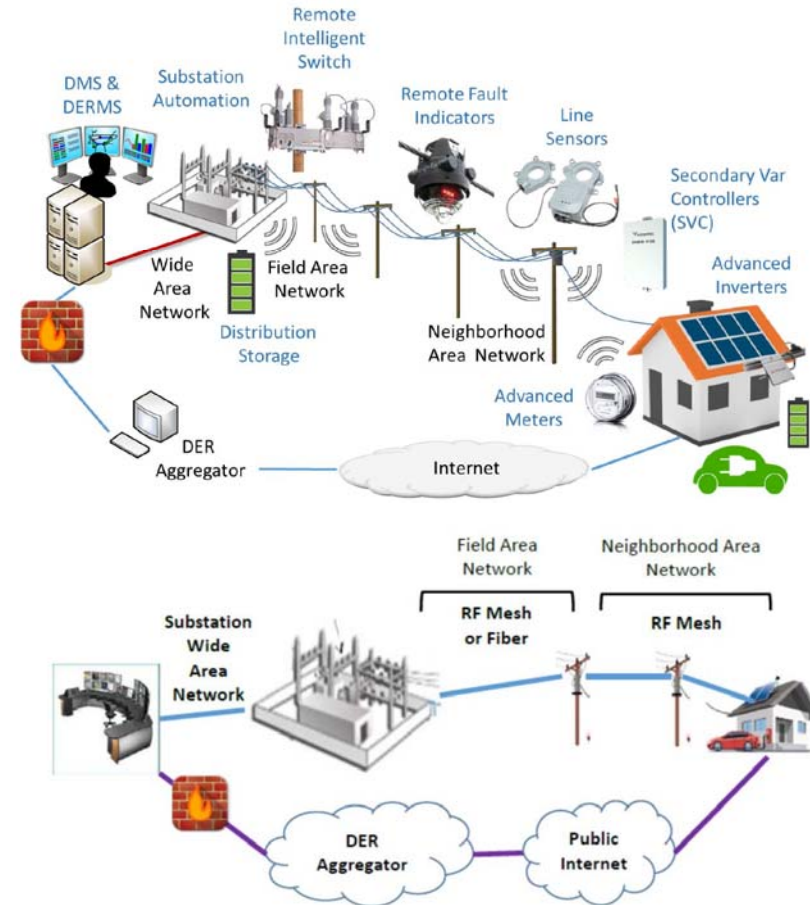 Remote
Intelligent
Switch
Substation
Automation
DMS &
DERMS
Remote Fault
Indicators
Line
Sensors
Secondary Var
Controllers
(SVC)
Advanced
Inverters
Wide
Area
Network
Field Area
Network
Distribution
Storage
Neighborhood
Area Network
Advanced
Meters
DER
Aggregator
Internet
Field Area
Network
Neighborhood Area
Network
RF Mesh
or Fiber
RF Mesh
Substation
Wide
Area
Network
DER
Aggregator
Public
Internet